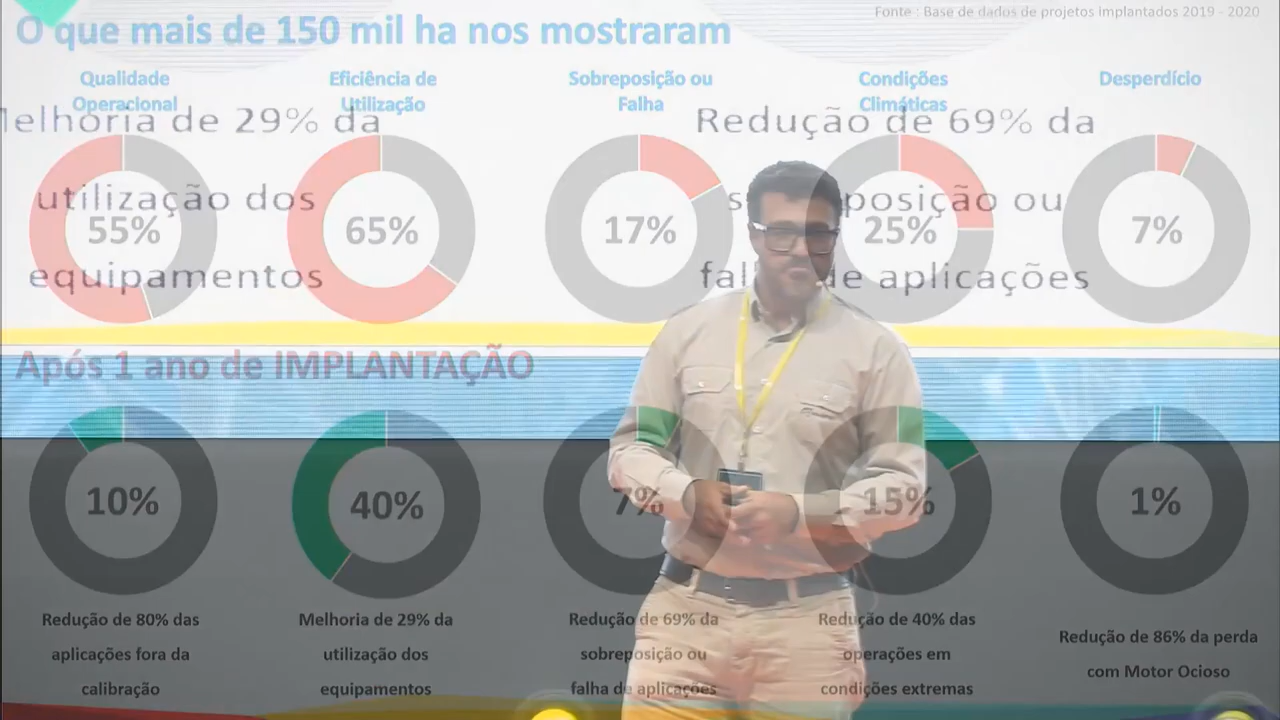 Fonte : Base de dados de projetos Implantados 2019 - 2020
O que mais de 150 mil ha nos mostraram
Qualidade
Operacional
Eficiência de
Utilização
Sobreposição ou
Falha
Condições
Climáticas
Desperdício
Melhoria de 29% da
utilização dos
equipamentos
Redução de 69% da
sobreposição ou
falha de aplicações
55%
65%
17%
25%
7%
Após 1 ano de IMPLANTAÇÃO
10%
40%
7%
15%
1%
Redução de 80% das
aplicações fora da
calibração
Melhoria de 29% da
utilização dos
equipamentos
Redução de 69% da
sobreposição ou
falha de aplicações
Redução de 40% das
operações em
condições extremas
Redução de 86% da perda
com Motor Ocioso